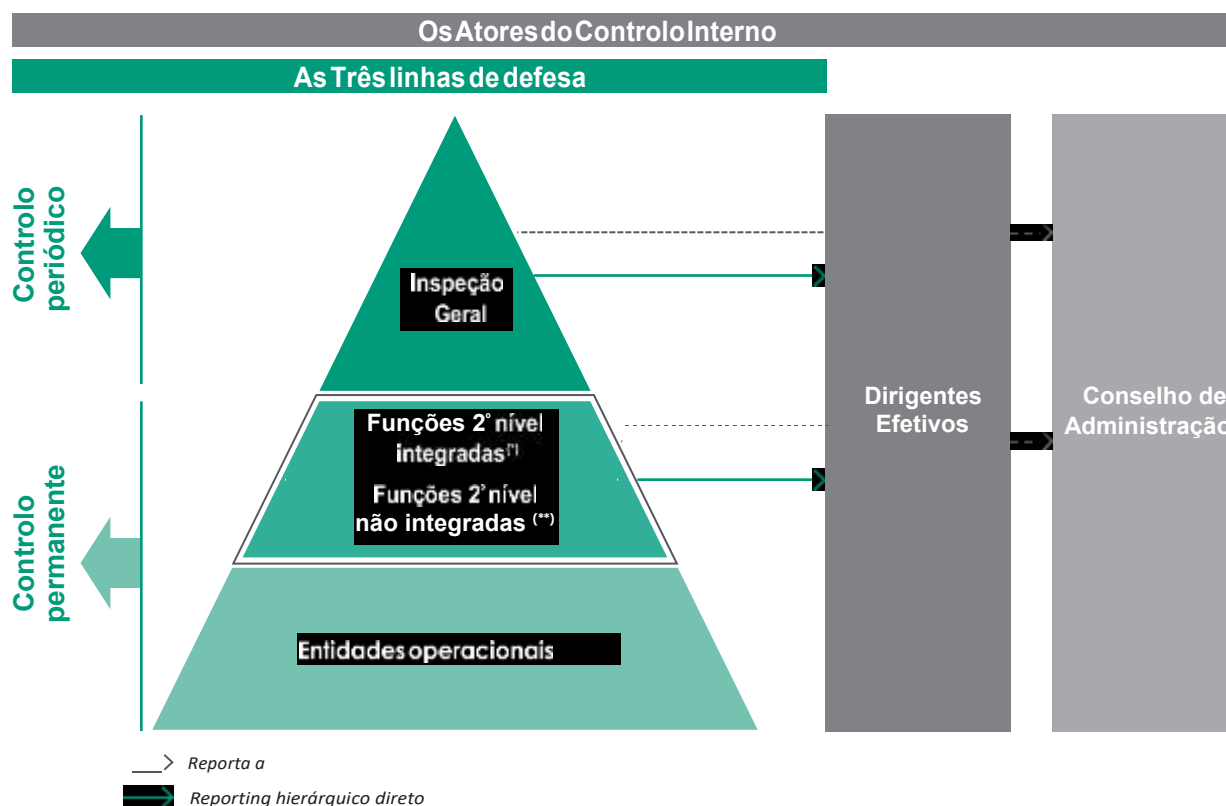 Os Atores do Controlo Interno
As Três linhas de defesa
Controlo
periódico
Inspeção
Geral
Dirigentes
Efetivos
Conselho de
Administração
Funções 2° nível
integradas(*)
Funções 2° nível
não integradas (**)
Controlo
permanente
Entidades operacionais
Reporta a
Reporting hierárquico direto